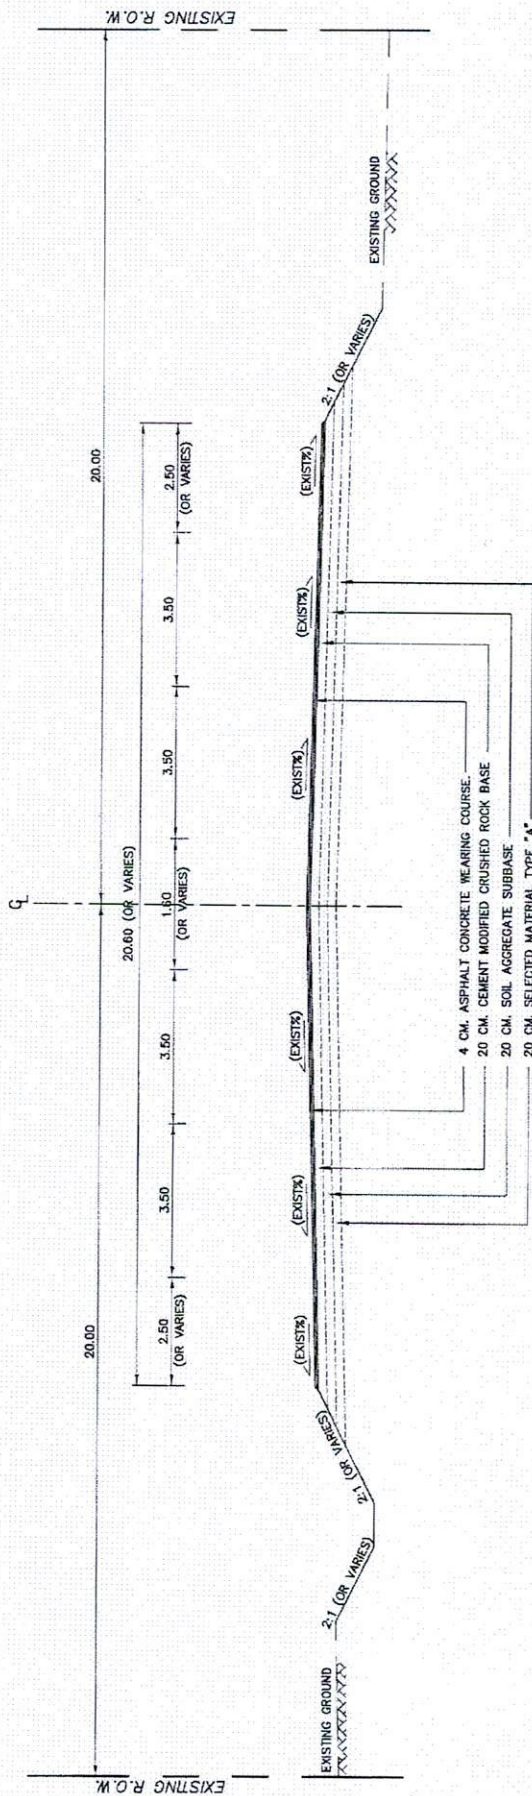 EXISTING R.O.W.
EXISTING R.O.W.
℄
20.00
20.00
20.60 (OR VARIES)
2.50
(OR VARIES)
3.50
3.50
1.60
(OR VARIES)
3.50
3.50
2.50
(OR VARIES)
(EXIST%)
(EXIST%)
(EXIST%)
(EXIST%)
(EXIST%)
(EXIST%)
EXISTING GROUND
2:1 (OR VARIES)
2:1 (OR VARIES)
2:1 (OR VARIES)
EXISTING GROUND
4 CM. ASPHALT CONCRETE WEARING COURSE.
20 CM. CEMENT MODIFIED CRUSHED ROCK BASE
20 CM. SOIL AGGREGATE SUBBASE
20 CM. SELECTED MATERIAL TYPE "A"